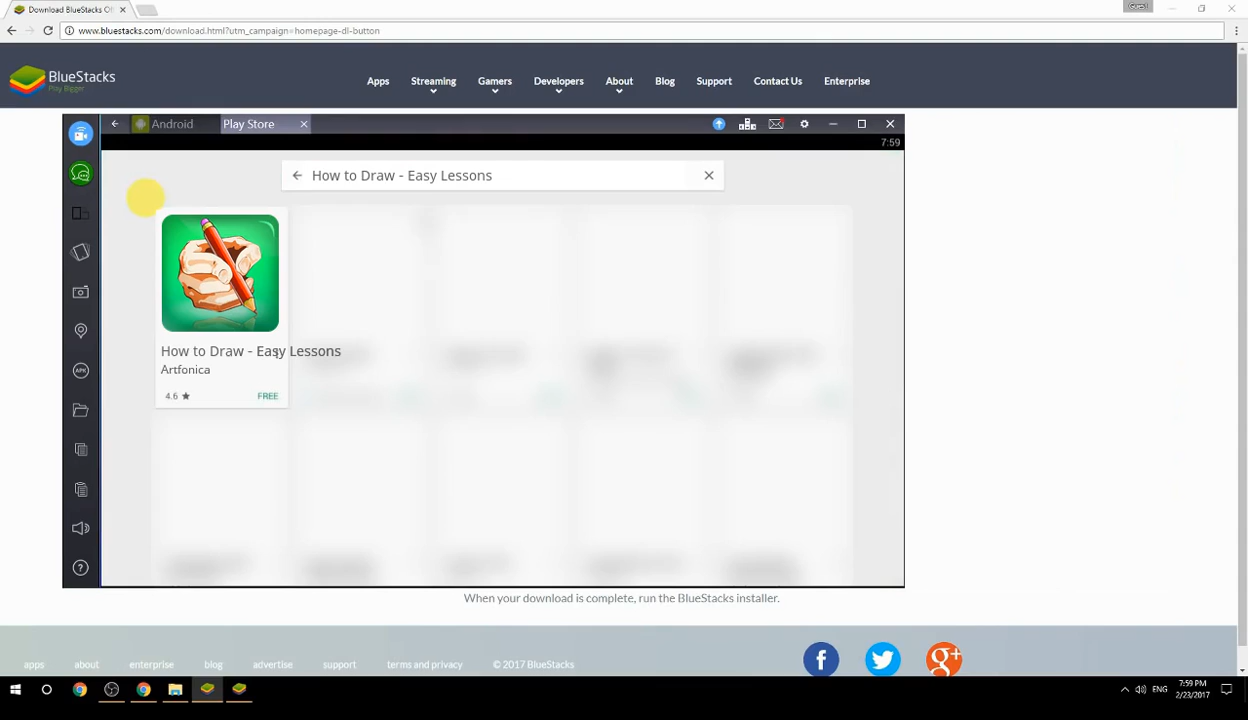 Download BlueStacks Of
Guest
www.bluestacks.com/download.html?utm_campaign=homepage-dl-button
BlueStacks
Play Bigger
Apps
Streaming
Gamers
Developers
About
Blog
Support
Contact Us
Enterprise
Android
Play Store
7:59
How to Draw - Easy Lessons
How to Draw - Easy Lessons
Artfonica
4.6 ★
FREE
APK
When your download is complete, run the BlueStacks installer.
apps
about
enterprise
blog
advertise
support
terms and privacy
© 2017 BlueStacks
ENG
7:59 PM
2/23/2017